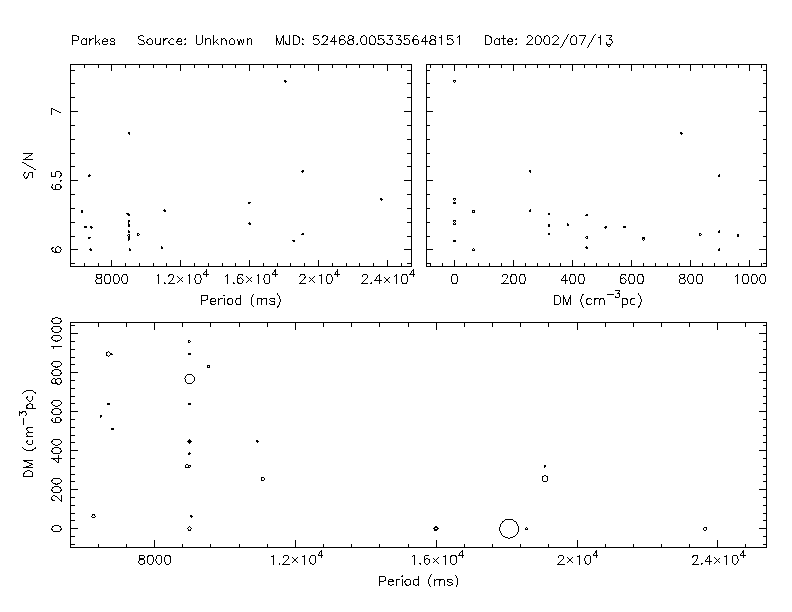 Parkes Source: Unknown MJD: 52468.005335648151 Date: 2002/07/13
S/N
7
6.5
6
8000 1.2×10⁴ 1.6×10⁴ 2×10⁴ 2.4×10⁴
Period (ms)
0 200 400 600 800 1000
DM (cm⁻³pc)
DM (cm⁻³pc)
1000
800
600
400
200
0
8000 1.2×10⁴ 1.6×10⁴ 2×10⁴ 2.4×10⁴
Period (ms)